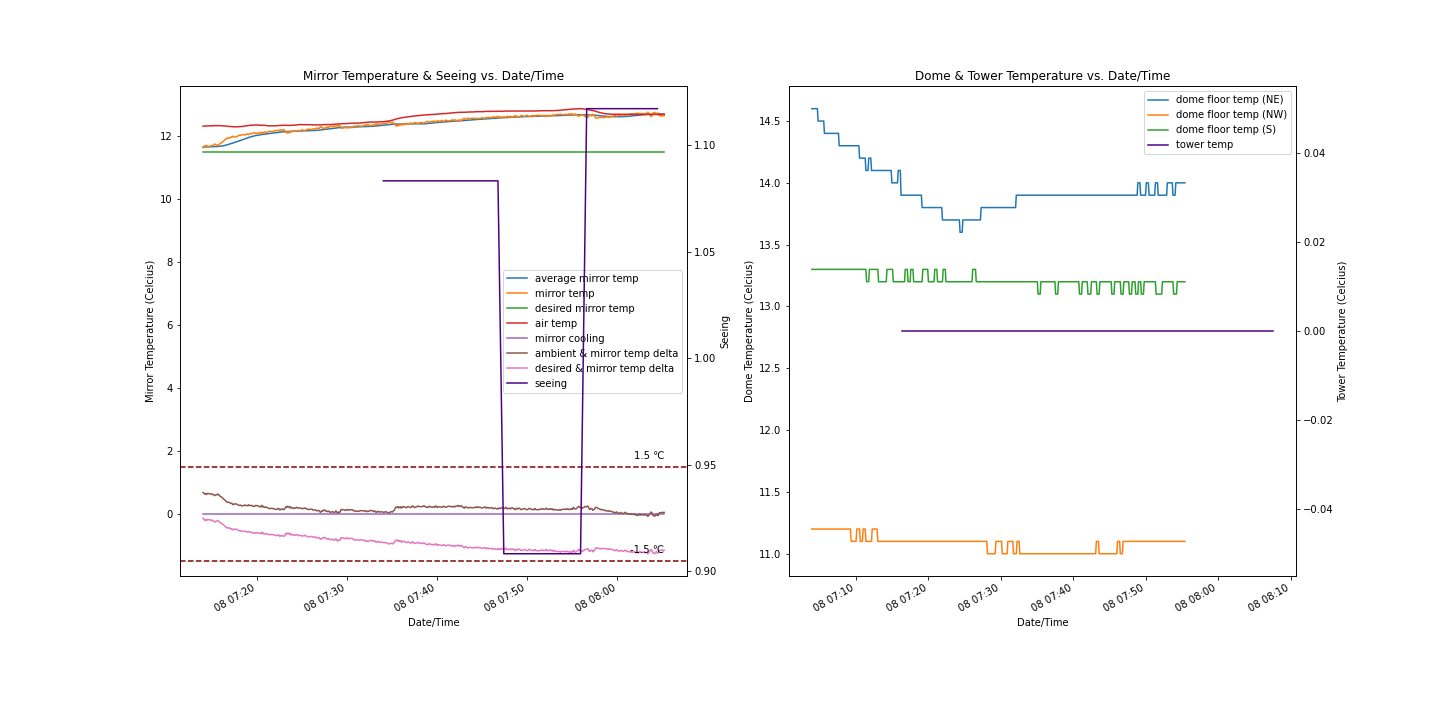 Mirror Temperature & Seeing vs. Date/Time
Mirror Temperature (Celcius)
12
10
8
6
4
2
0
1.10
1.05
1.00
0.95
0.90
Seeing
average mirror temp
mirror temp
desired mirror temp
air temp
mirror cooling
ambient & mirror temp delta
desired & mirror temp delta
seeing
1.5 °C
-1.5 °C
08 07:20
08 07:30
08 07:40
08 07:50
08 08:00
Date/Time
Dome & Tower Temperature vs. Date/Time
Dome Temperature (Celcius)
14.5
14.0
13.5
13.0
12.5
12.0
11.5
11.0
dome floor temp (NE)
dome floor temp (NW)
dome floor temp (S)
tower temp
0.04
0.02
0.00
−0.02
−0.04
Tower Temperature (Celcius)
08 07:10
08 07:20
08 07:30
08 07:40
08 07:50
08 08:00
08 08:10
Date/Time